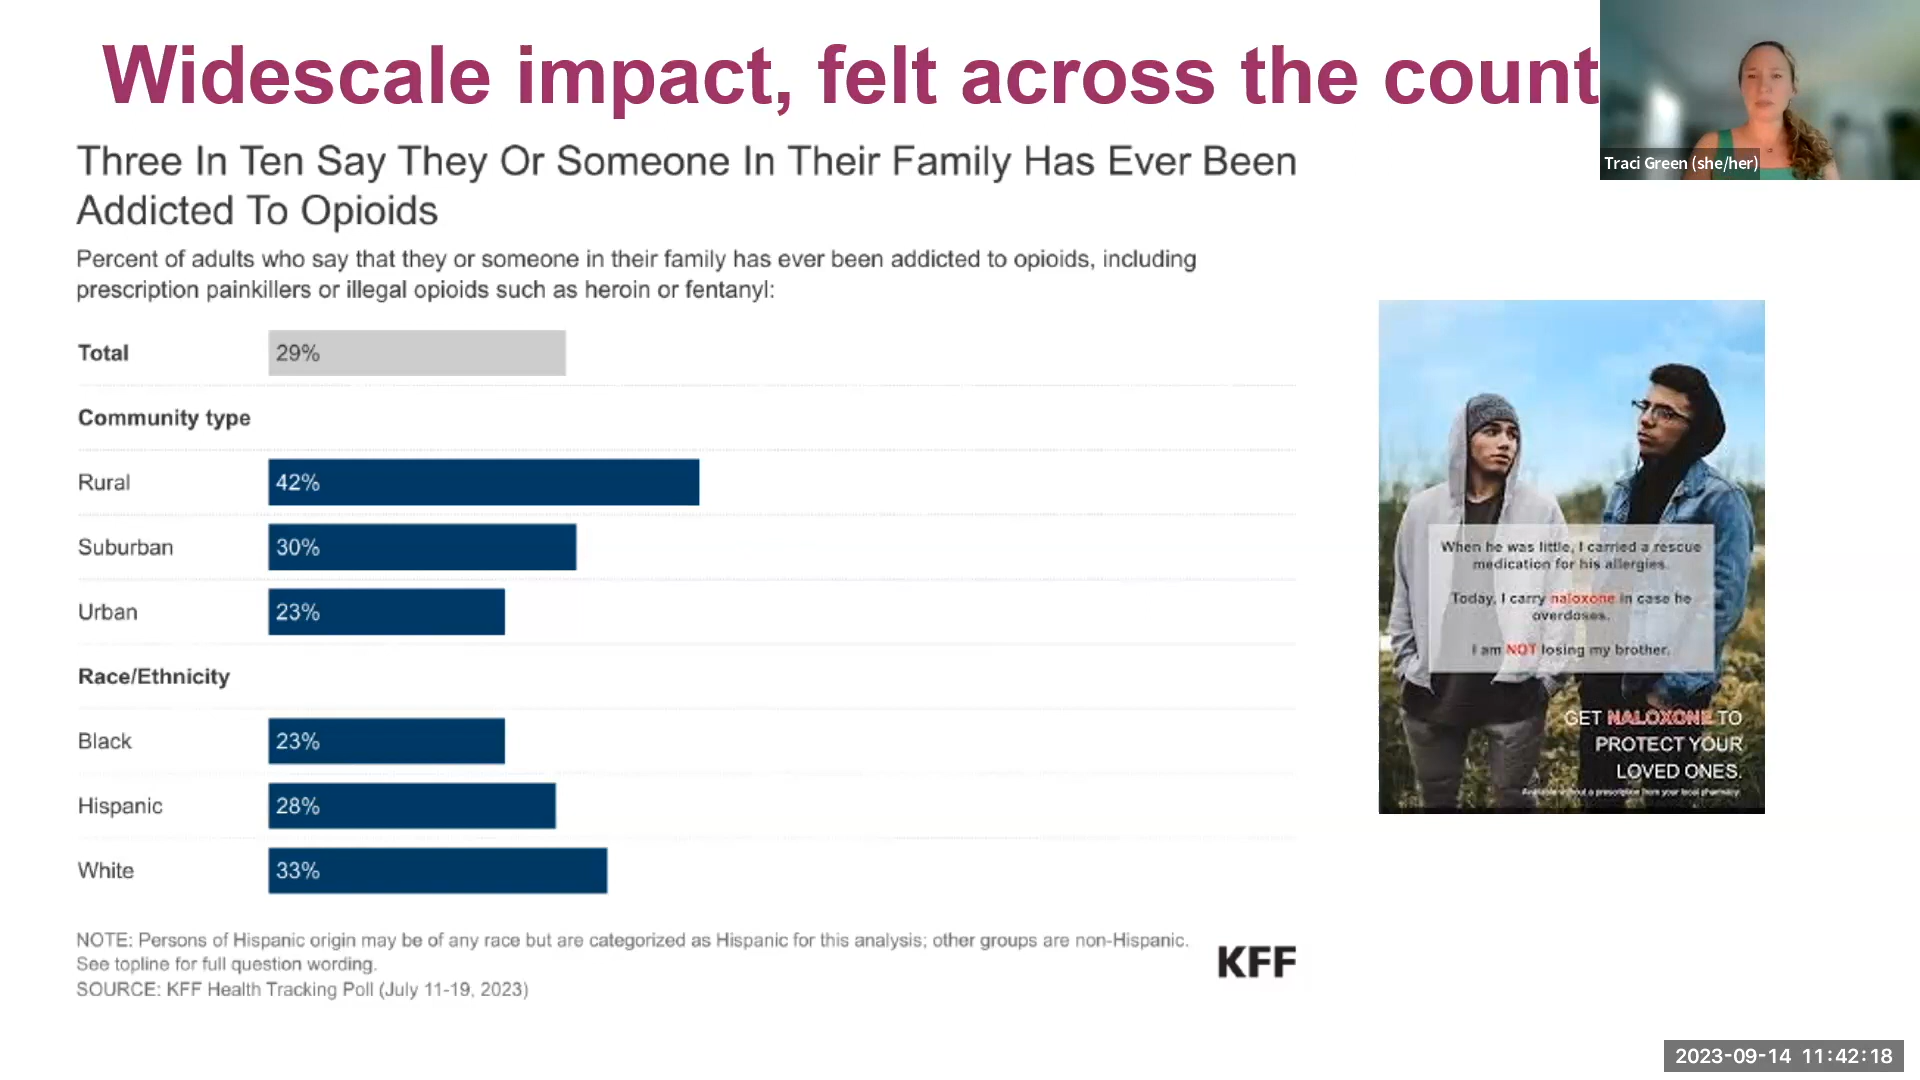 Widescale impact, felt across the count
Traci Green (she/her)
Three In Ten Say They Or Someone In Their Family Has Ever Been
Addicted To Opioids
Percent of adults who say that they or someone in their family has ever been addicted to opioids, including
prescription painkillers or illegal opioids such as heroin or fentanyl:
Total 29%
Community type
Rural 42%
Suburban 30%
Urban 23%
Race/Ethnicity
Black 23%
Hispanic 28%
White 33%
NOTE: Persons of Hispanic origin may be of any race but are categorized as Hispanic for this analysis; other groups are non-Hispanic.
See topline for full question wording.
SOURCE: KFF Health Tracking Poll (July 11-19, 2023)
KFF
When he was little, I carried a rescue
medication for his allergies.
Today, I carry naloxone in case he
overdoses.
I am NOT losing my brother.
GET NALOXONE TO
PROTECT YOUR
LOVED ONES.
Available without a prescription from your local pharmacy.
2023-09-14 11:42:18